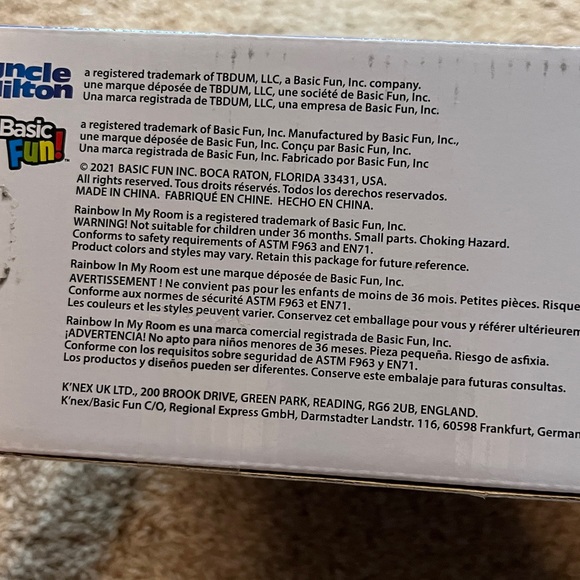 uncle
ilton
a registered trademark of TBDUM, LLC, a Basic Fun, Inc. company.
une marque déposée de TBDUM, LLC, une société de Basic Fun, Inc.
Una marca registrada de TBDUM, LLC, una empresa de Basic Fun, Inc.
Basic
Fun!™
a registered trademark of Basic Fun, Inc. Manufactured by Basic Fun, Inc.,
une marque déposée de Basic Fun, Inc. Conçu par Basic Fun, Inc.
Una marca registrada de Basic Fun, Inc. Fabricado por Basic Fun, Inc
© 2021 BASIC FUN INC. BOCA RATON, FLORIDA 33431, USA.
All rights reserved. Tous droits réservés. Todos los derechos reservados.
MADE IN CHINA. FABRIQUÉ EN CHINE. HECHO EN CHINA.
Rainbow In My Room is a registered trademark of Basic Fun, Inc.
WARNING! Not suitable for children under 36 months. Small parts. Choking Hazard.
Conforms to safety requirements of ASTM F963 and EN71.
Product colors and styles may vary. Retain this package for future reference.
Rainbow In My Room est une marque déposée de Basic Fun, Inc.
AVERTISSEMENT ! Ne convient pas pour les enfants de moins de 36 mois. Petites pièces. Risque
Conforme aux normes de sécurité ASTM F963 et EN71.
Les couleurs et les styles peuvent varier. Conservez cet emballage pour vous y référer ultérieurem
Rainbow In My Room es una marca comercial registrada de Basic Fun, Inc.
¡ADVERTENCIA! No apto para niños menores de 36 meses. Pieza pequeña. Riesgo de asfixia.
Conforme con los requisitos sobre seguridad de ASTM F963 y EN71.
Los productos y diseños pueden ser diferentes. Conserve este embalaje para futuras consultas.
K'NEX UK LTD., 200 BROOK DRIVE, GREEN PARK, READING, RG6 2UB, ENGLAND.
K'nex/Basic Fun C/O, Regional Express GmbH, Darmstadter Landstr. 116, 60598 Frankfurt, German